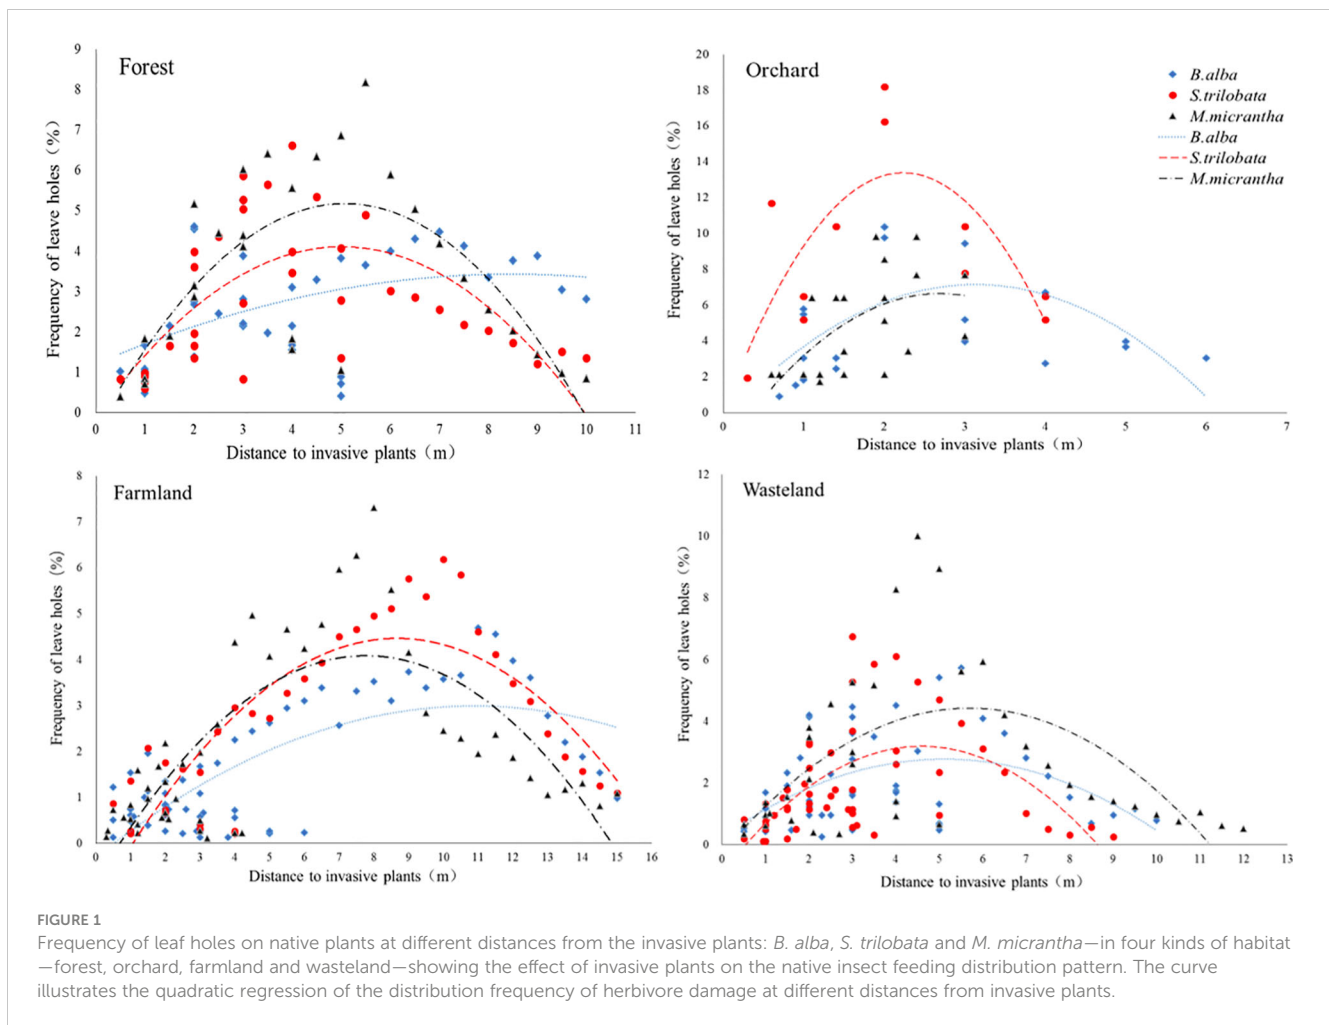 Forest
Frequency of leave holes (%)
9
8
7
6
5
4
3
2
1
0
0 1 2 3 4 5 6 7 8 9 10 11
Distance to invasive plants (m)
Orchard
Frequency of leave holes (%)
20
18
16
14
12
10
8
6
4
2
0
0 1 2 3 4 5 6 7
Distance to invasive plants (m)
B.alba
S.trilobata
M.micrantha
B.alba
S.trilobata
M.micrantha
Farmland
Frequency of leave holes (%)
8
7
6
5
4
3
2
1
0
0 1 2 3 4 5 6 7 8 9 10 11 12 13 14 15 16
Distance to invasive plants (m)
Wasteland
Frequency of leave holes (%)
12
10
8
6
4
2
0
0 1 2 3 4 5 6 7 8 9 10 11 12 13
Distance to invasive plants (m)
FIGURE 1
Frequency of leaf holes on native plants at different distances from the invasive plants: B. alba, S. trilobata and M. micrantha—in four kinds of habitat
—forest, orchard, farmland and wasteland—showing the effect of invasive plants on the native insect feeding distribution pattern. The curve
illustrates the quadratic regression of the distribution frequency of herbivore damage at different distances from invasive plants.